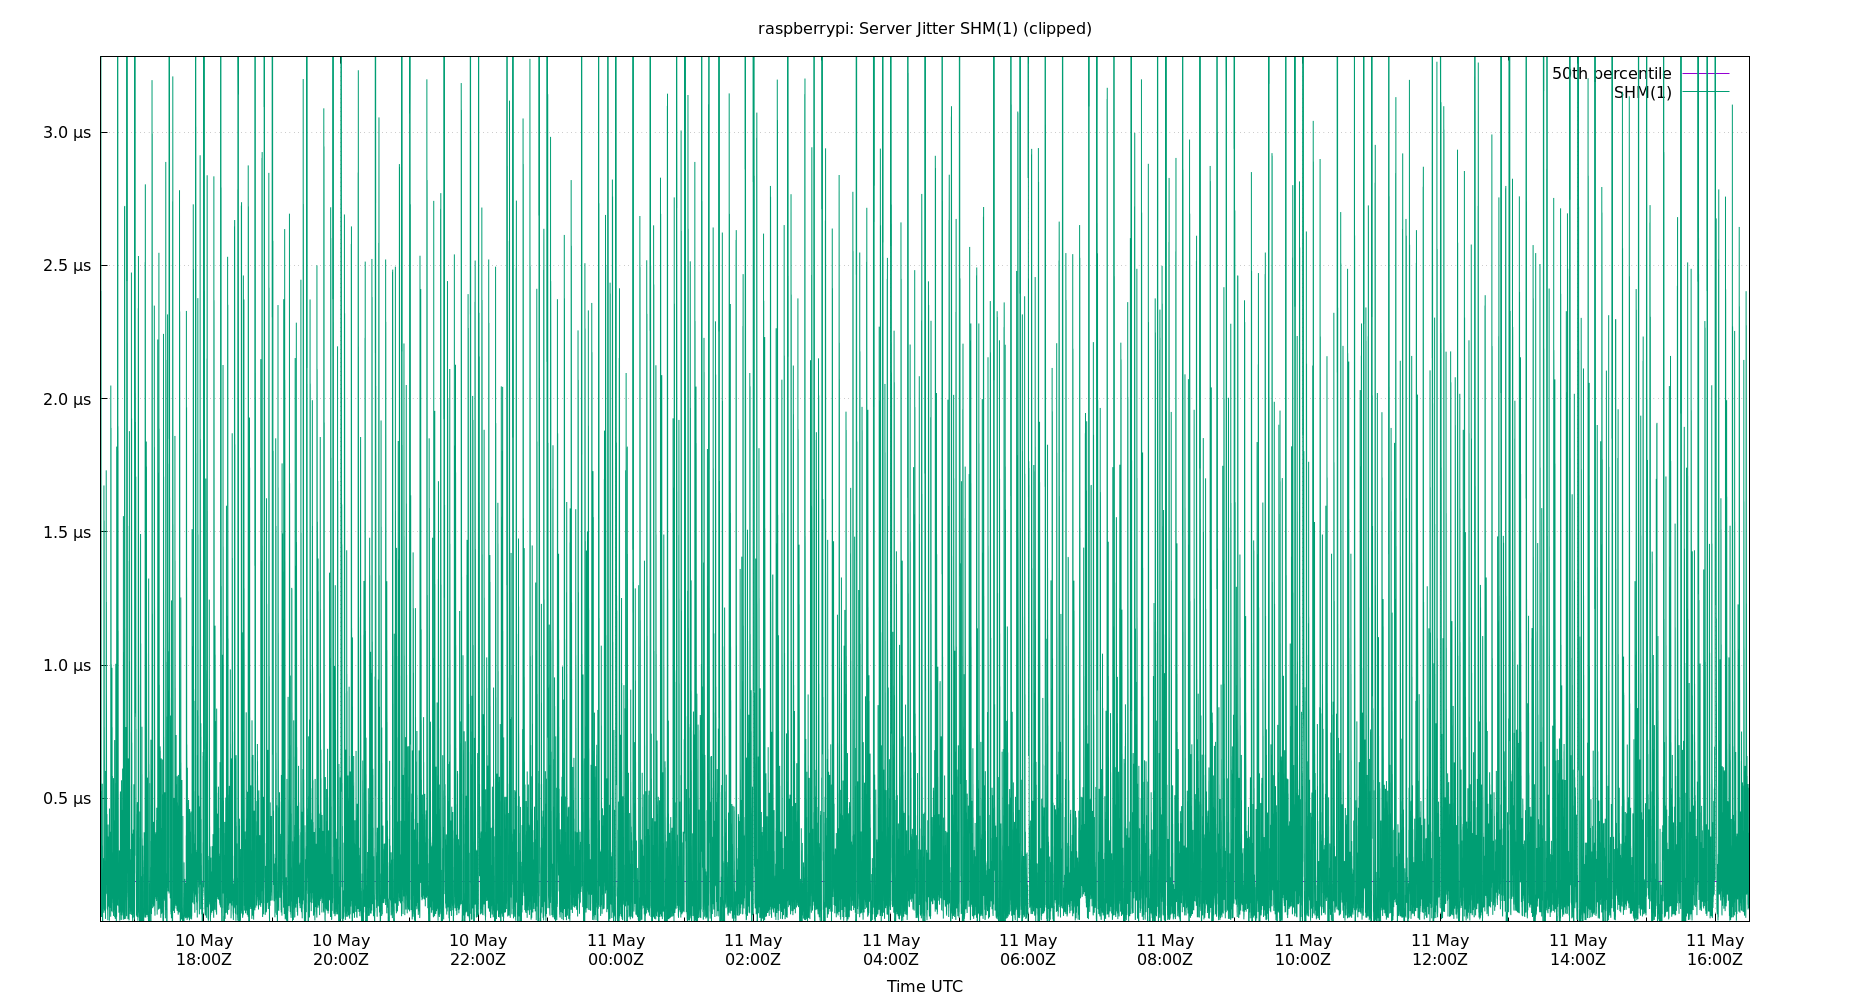 raspberrypi: Server Jitter SHM(1) (clipped)
50th percentile
SHM(1)
3.0 µs
2.5 µs
2.0 µs
1.5 µs
1.0 µs
0.5 µs
10 May 10 May 10 May 11 May 11 May 11 May 11 May 11 May 11 May 11 May 11 May 11 May
18:00Z 20:00Z 22:00Z 00:00Z 02:00Z 04:00Z 06:00Z 08:00Z 10:00Z 12:00Z 14:00Z 16:00Z
Time UTC